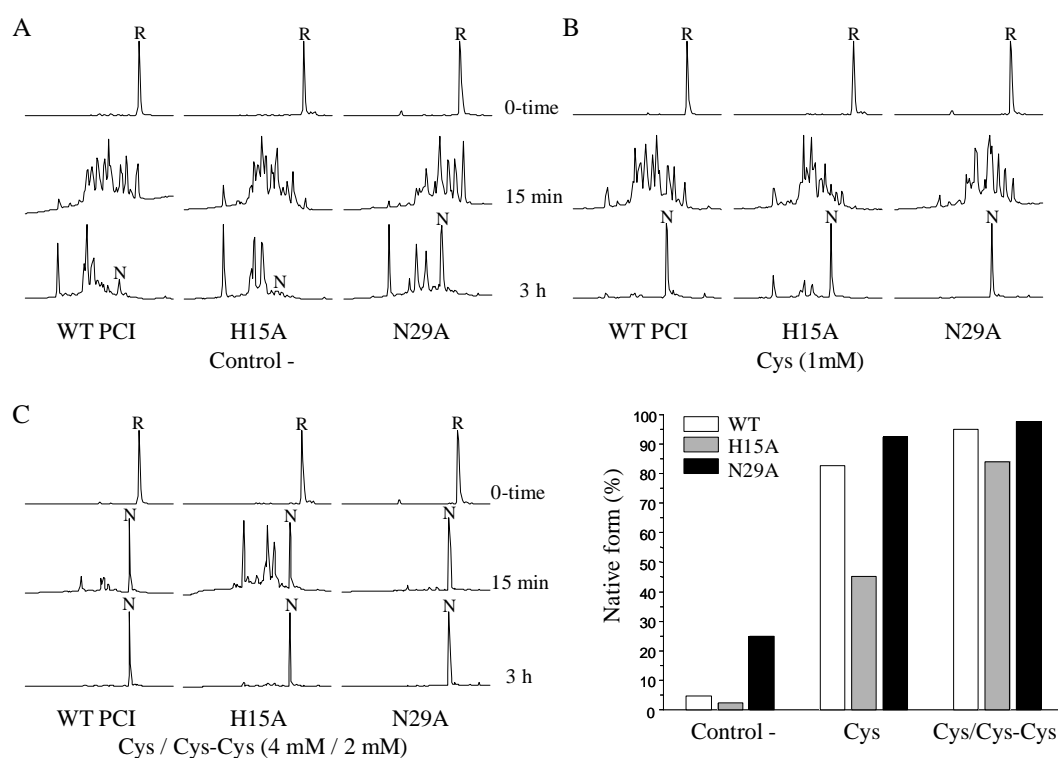 A
R R R
0-time
15 min
N N N
3 h
WT PCI H15A N29A
Control -
B
R R R
N N N
WT PCI H15A N29A
Cys (1mM)
C
R R R
0-time
N N N
15 min
N N N
3 h
WT PCI H15A N29A
Cys / Cys-Cys (4 mM / 2 mM)
Native form (%)
100
90
80
70
60
50
40
30
20
10
0
WT
H15A
N29A
Control - Cys Cys/Cys-Cys